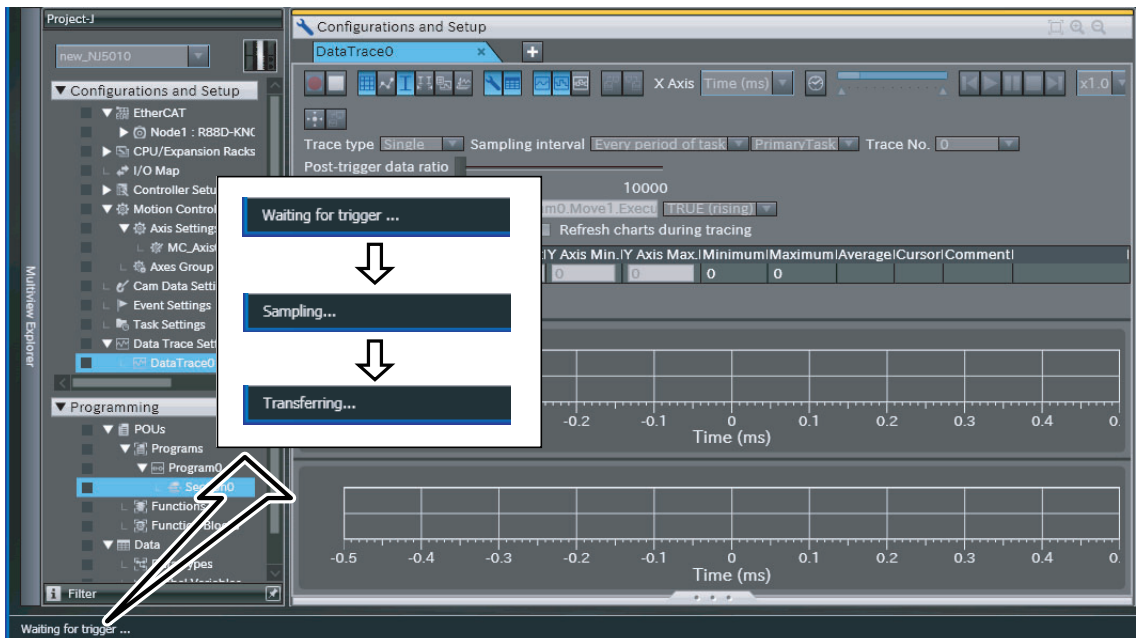 Project-J
new_NJ5010
Configurations and Setup
EtherCAT
Node1 : R88D-KNC
CPU/Expansion Racks
I/O Map
Controller Setu
Motion Control
Axis Setting
MC_Axis
Axes Group
Cam Data Setti
Event Settings
Task Settings
Data Trace Set
DataTrace0
Programming
POUs
Programs
Program0
Functions
Data
Filter
Multiview Explorer
Configurations and Setup
DataTrace0
X Axis Time (ms) x1.0
Trace type Single Sampling interval Every period of task PrimaryTask Trace No. 0
Post-trigger data ratio
10000
m0.Move1.Execu TRUE (rising)
Refresh charts during tracing
Y Axis Min. Y Axis Max. Minimum Maximum Average Cursor Comment
0 0 0 0
Waiting for trigger ...
Sampling...
Transferring...
-0.2 -0.1 0 0.1 0.2 0.3 0.4 0.
Time (ms)
-0.5 -0.4 -0.3 -0.2 -0.1 0 0.1 0.2 0.3 0.4 0.
Time (ms)
Waiting for trigger ...